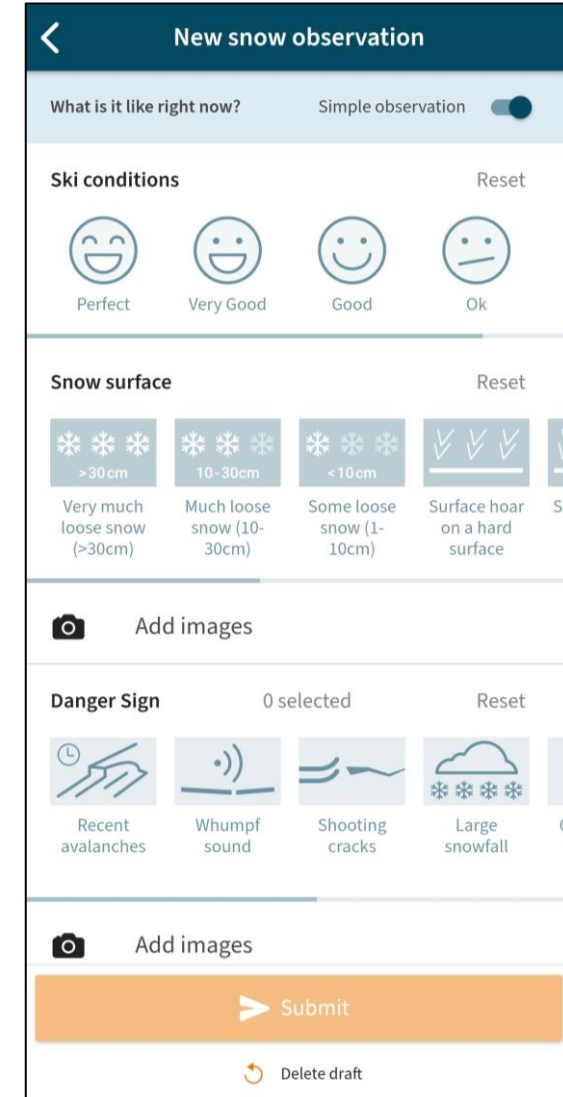 New snow observation
What is it like right now? Simple observation
Ski conditions Reset
Perfect Very Good Good Ok
Snow surface Reset
>30cm 10-30cm <10cm
Very much Much loose Some loose Surface hoar S
loose snow snow (10- snow (1- on a hard
(>30cm) 30cm) 10cm) surface
Add images
Danger Sign 0 selected Reset
Recent Whumpf Shooting Large
avalanches sound cracks snowfall
Add images
Submit
Delete draft